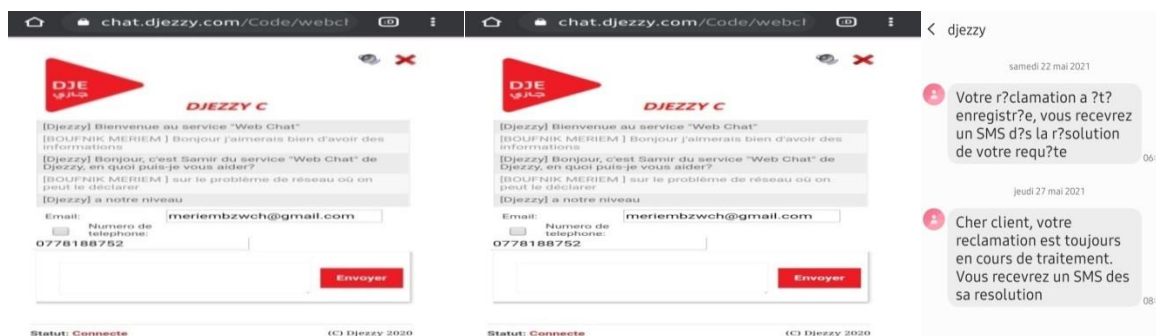 chat.djezzy.com/Code/webcl
:D
DJE
جازي
DJEZZY C
[Djezzy] Bienvenue au service "Web Chat"
[BOUFNIK MERIEM ] Bonjour j'aimerais bien d'avoir des
informations
[Djezzy] Bonjour, c'est Samir du service "Web Chat" de
Djezzy, en quoi puis-je vous aider?
[BOUFNIK MERIEM ] sur le problème de réseau où on
peut le déclarer
[Djezzy] a notre niveau
Email: meriembzwch@gmail.com
Numero de
telephone:
0778188752
Envoyer
Statut: Connecte (C) Djezzy 2020
chat.djezzy.com/Code/webcl
:D
DJE
جازي
DJEZZY C
[Djezzy] Bienvenue au service "Web Chat"
[BOUFNIK MERIEM ] Bonjour j'aimerais bien d'avoir des
informations
[Djezzy] Bonjour, c'est Samir du service "Web Chat" de
Djezzy, en quoi puis-je vous aider?
[BOUFNIK MERIEM ] sur le problème de réseau où on
peut le déclarer
[Djezzy] a notre niveau
Email: meriembzwch@gmail.com
Numero de
telephone:
0778188752
Envoyer
Statut: Connecte (C) Djezzy 2020
djezzy
samedi 22 mai 2021
Votre r?clamation a ?t?
enregistr?e, vous recevrez
un SMS d?s la r?solution
de votre requ?te
06:
jeudi 27 mai 2021
Cher client, votre
reclamation est toujours
en cours de traitement.
Vous recevrez un SMS des
sa resolution
08: